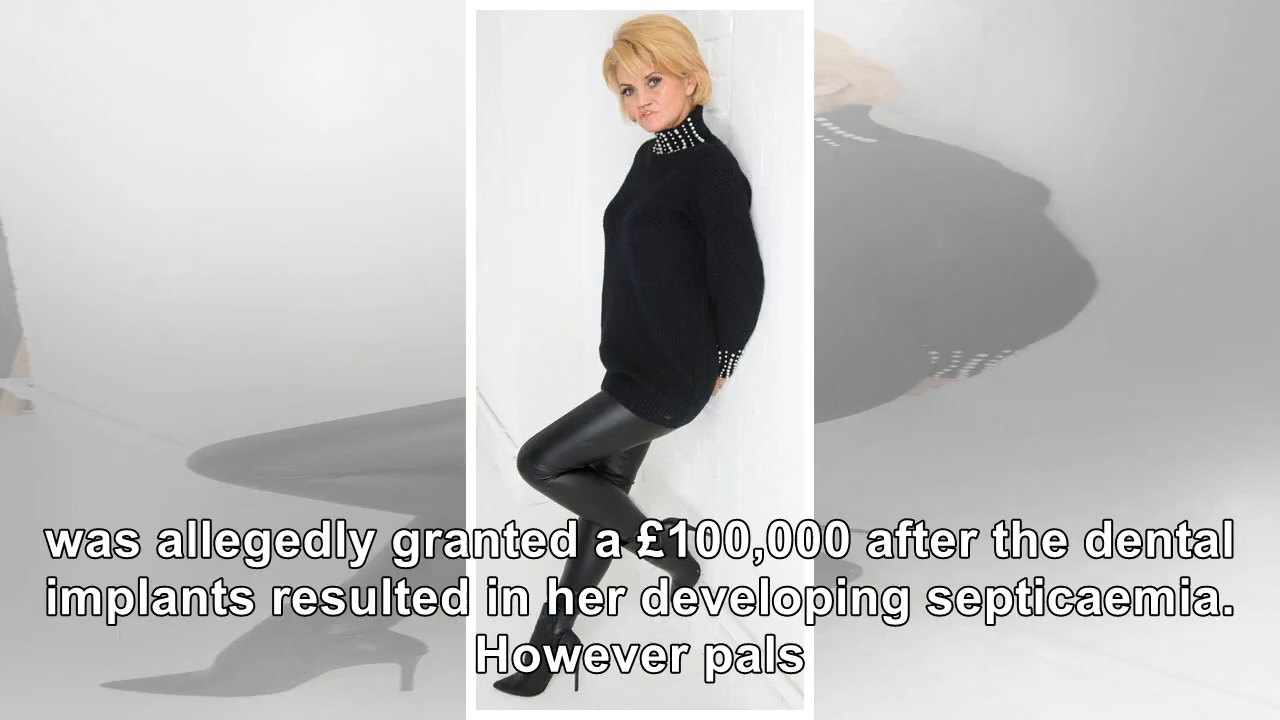 was allegedly granted a £100,000 after the dental
implants resulted in her developing septicaemia.
However pals